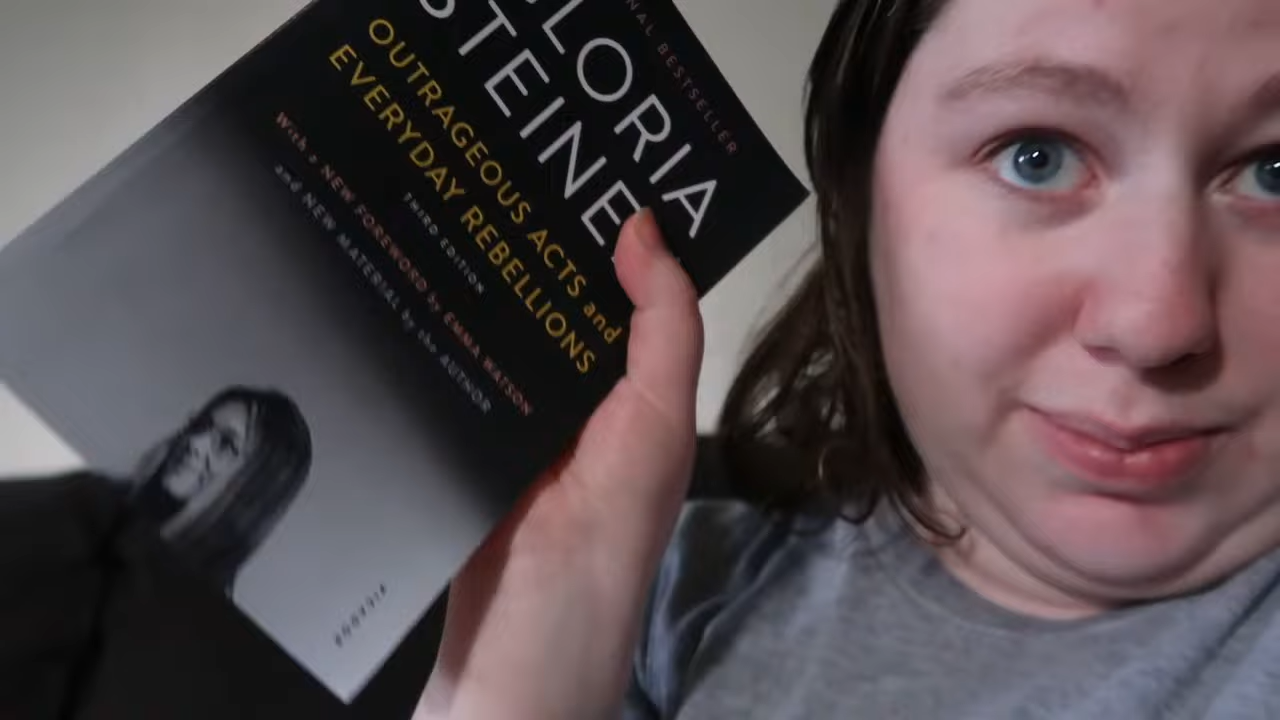 NAL BESTSELLER
GLORIA
STEINE
OUTRAGEOUS ACTS and
EVERYDAY REBELLIONS
THIRD EDITION
With a NEW FOREWORD by EMMA WATSON
and NEW MATERIAL by the AUTHOR